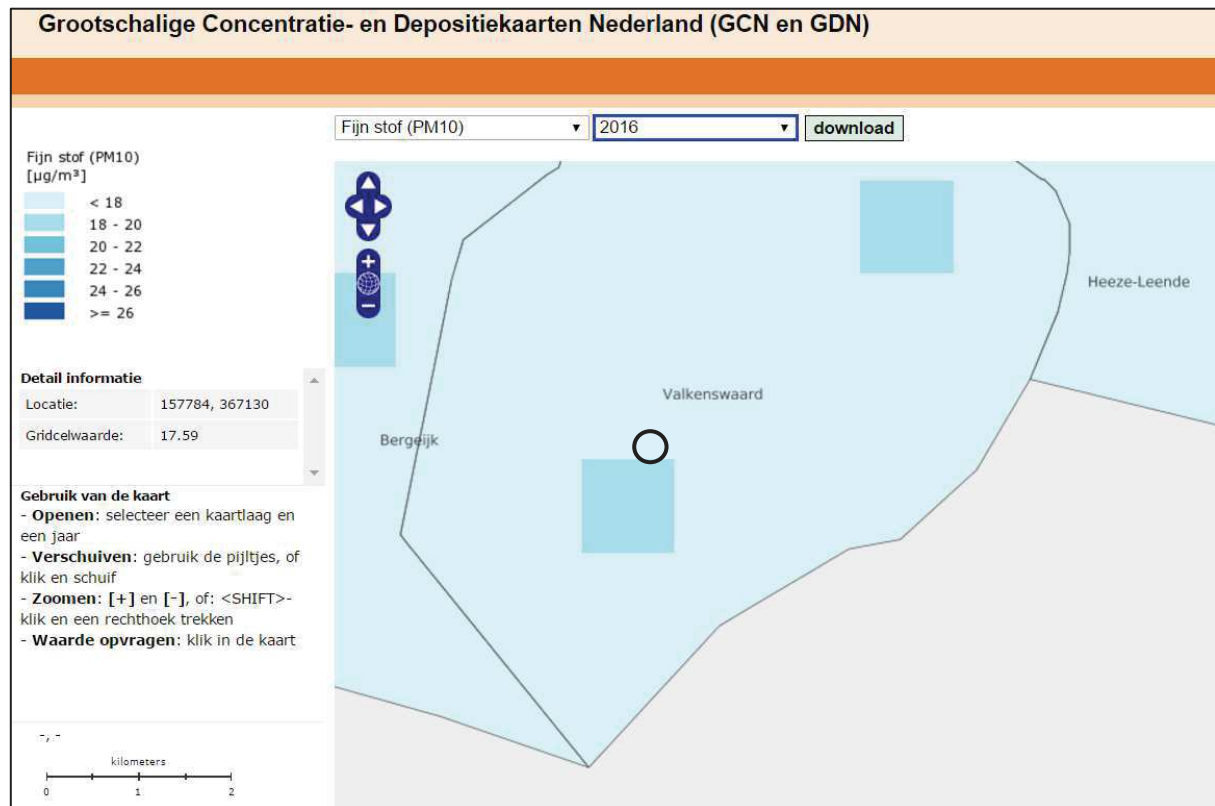 Grootschalige Concentratie- en Depositiekaarten Nederland (GCN en GDN)
Fijn stof (PM10)
2016
download
Fijn stof (PM10)
[µg/m³]
< 18
18 - 20
20 - 22
22 - 24
24 - 26
>= 26
Detail informatie
Locatie: 157784, 367130
Gridcelwaarde: 17.59
Gebruik van de kaart
- Openen: selecteer een kaartlaag en
een jaar
- Verschuiven: gebruik de pijltjes, of
klik en schuif
- Zoomen: [+] en [-], of: <SHIFT>-
klik en een rechthoek trekken
- Waarde opvragen: klik in de kaart
-, -
kilometers
0 1 2
Heeze-Leende
Valkenswaard
Bergeijk